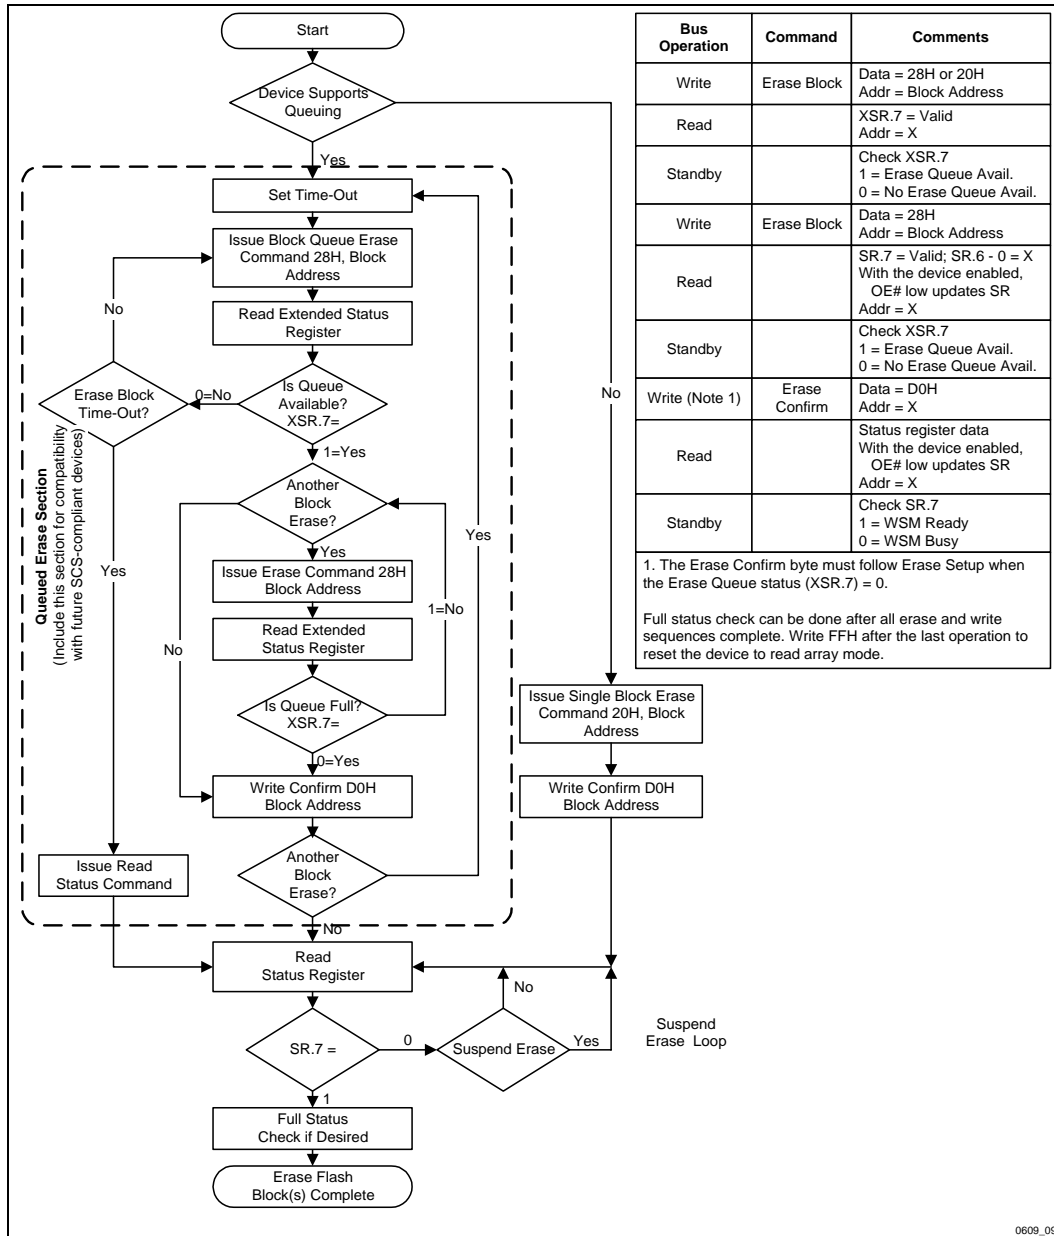 Start
Device Supports
Queuing
Yes
No
Set Time-Out
Issue Block Queue Erase
Command 28H, Block
Address
No
Read Extended Status
Register
Erase Block
Time-Out?
0=No
Is Queue
Available?
XSR.7=
1=Yes
Another
Block
Erase?
Yes
Yes
Yes
Issue Erase Command 28H
Block Address
1=No
No
Read Extended
Status Register
Is Queue Full?
XSR.7=
0=Yes
Write Confirm D0H
Block Address
Another
Block
Erase?
Issue Read
Status Command
No
Queued Erase Section
(Include this section for compatibility
with future SCS-compliant devices)
Issue Single Block Erase
Command 20H, Block
Address
Write Confirm D0H
Block Address
Read
Status Register
No
SR.7 =
0
Suspend Erase
Yes
Suspend
Erase Loop
1
Full Status
Check if Desired
Erase Flash
Block(s) Complete
Bus
Operation
Command
Comments
Write
Erase Block
Data = 28H or 20H
Addr = Block Address
Read
XSR.7 = Valid
Addr = X
Standby
Check XSR.7
1 = Erase Queue Avail.
0 = No Erase Queue Avail.
Write
Erase Block
Data = 28H
Addr = Block Address
Read
SR.7 = Valid; SR.6 - 0 = X
With the device enabled,
OE# low updates SR
Addr = X
Standby
Check XSR.7
1 = Erase Queue Avail.
0 = No Erase Queue Avail.
Write (Note 1)
Erase
Confirm
Data = D0H
Addr = X
Read
Status register data
With the device enabled,
OE# low updates SR
Addr = X
Standby
Check SR.7
1 = WSM Ready
0 = WSM Busy
1. The Erase Confirm byte must follow Erase Setup when
the Erase Queue status (XSR.7) = 0.
Full status check can be done after all erase and write
sequences complete. Write FFH after the last operation to
reset the device to read array mode.
0609_09